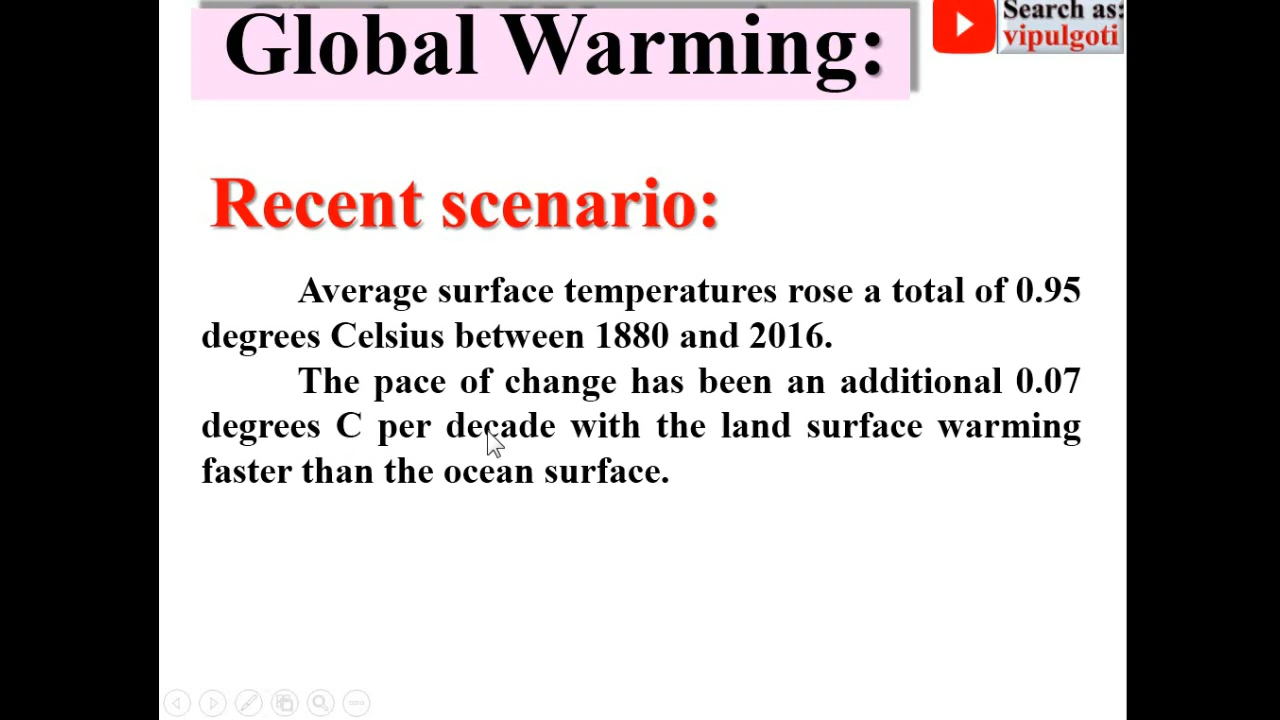 Global Warming:
Search as:
vipulgoti
Recent scenario:
Average surface temperatures rose a total of 0.95
degrees Celsius between 1880 and 2016.
The pace of change has been an additional 0.07
degrees C per decade with the land surface warming
faster than the ocean surface.